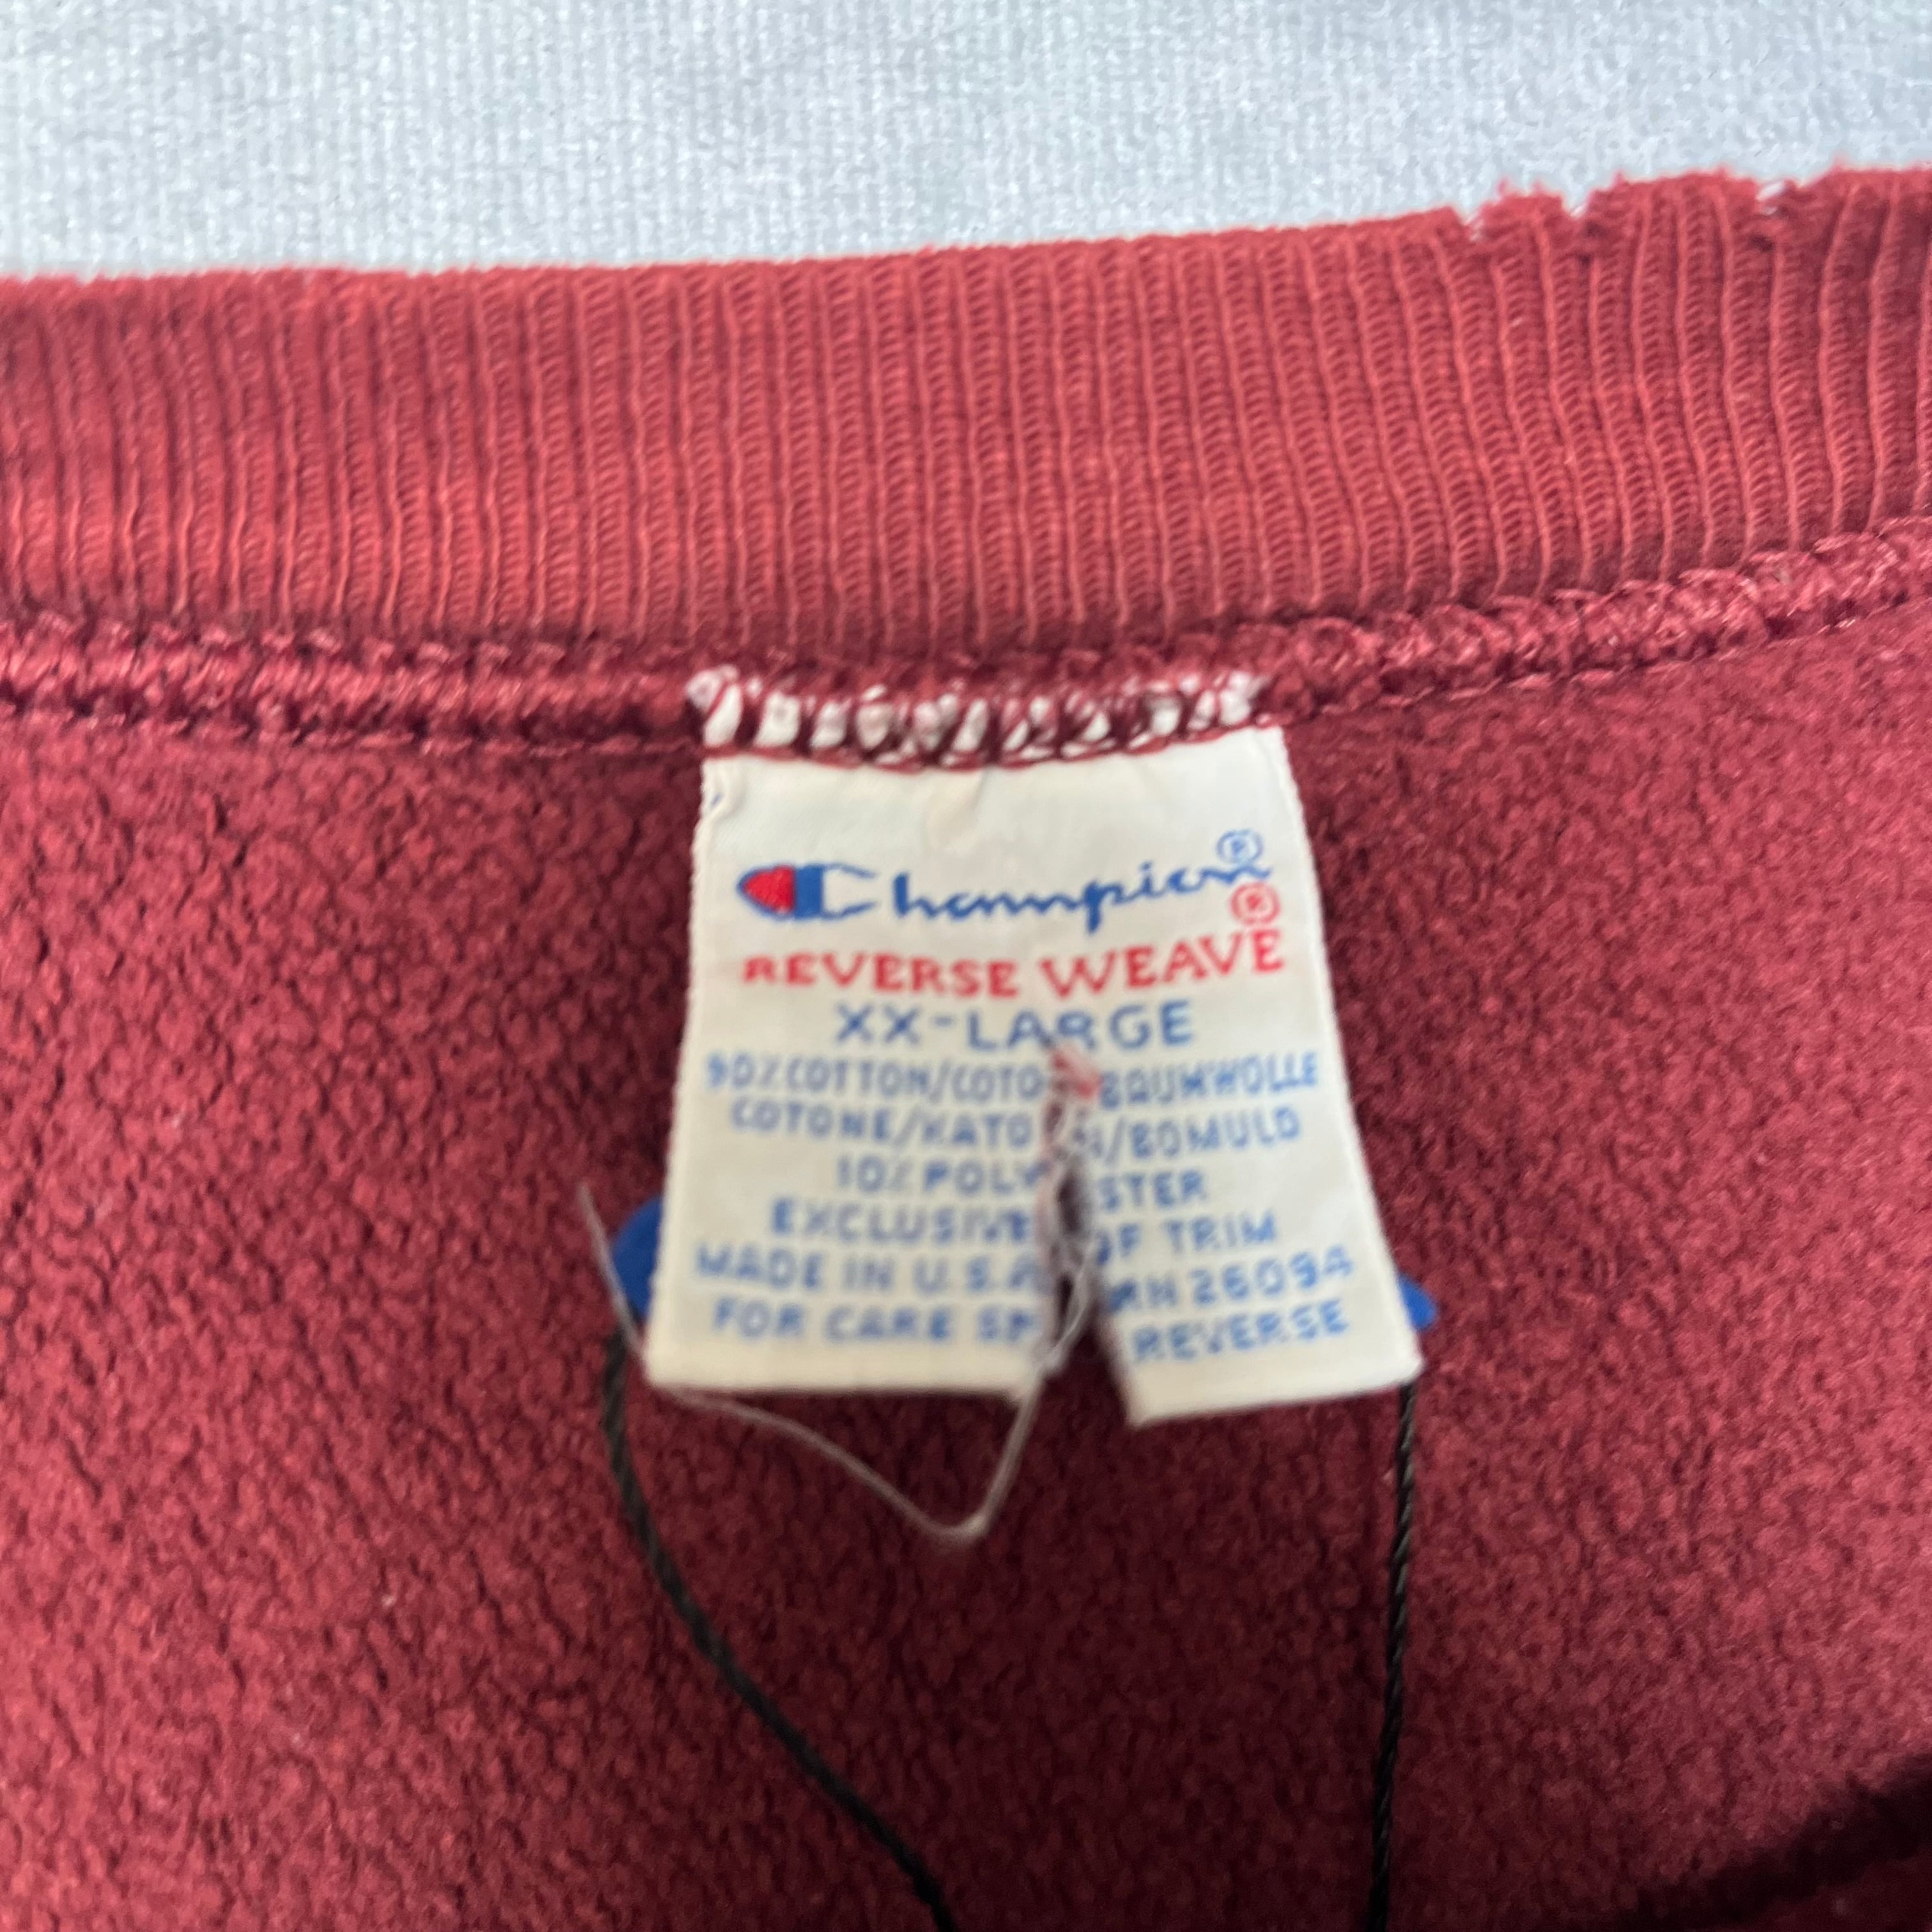 Champion®
REVERSE WEAVE®
XX-LARGE
90% COTTON/COTO BAUMWOLLE
COTONE/KATO N/BOMULD
10% POLY STER
EXCLUSIVE OF TRIM
MADE IN U.S.A RN 26094
FOR CARE REVERSE